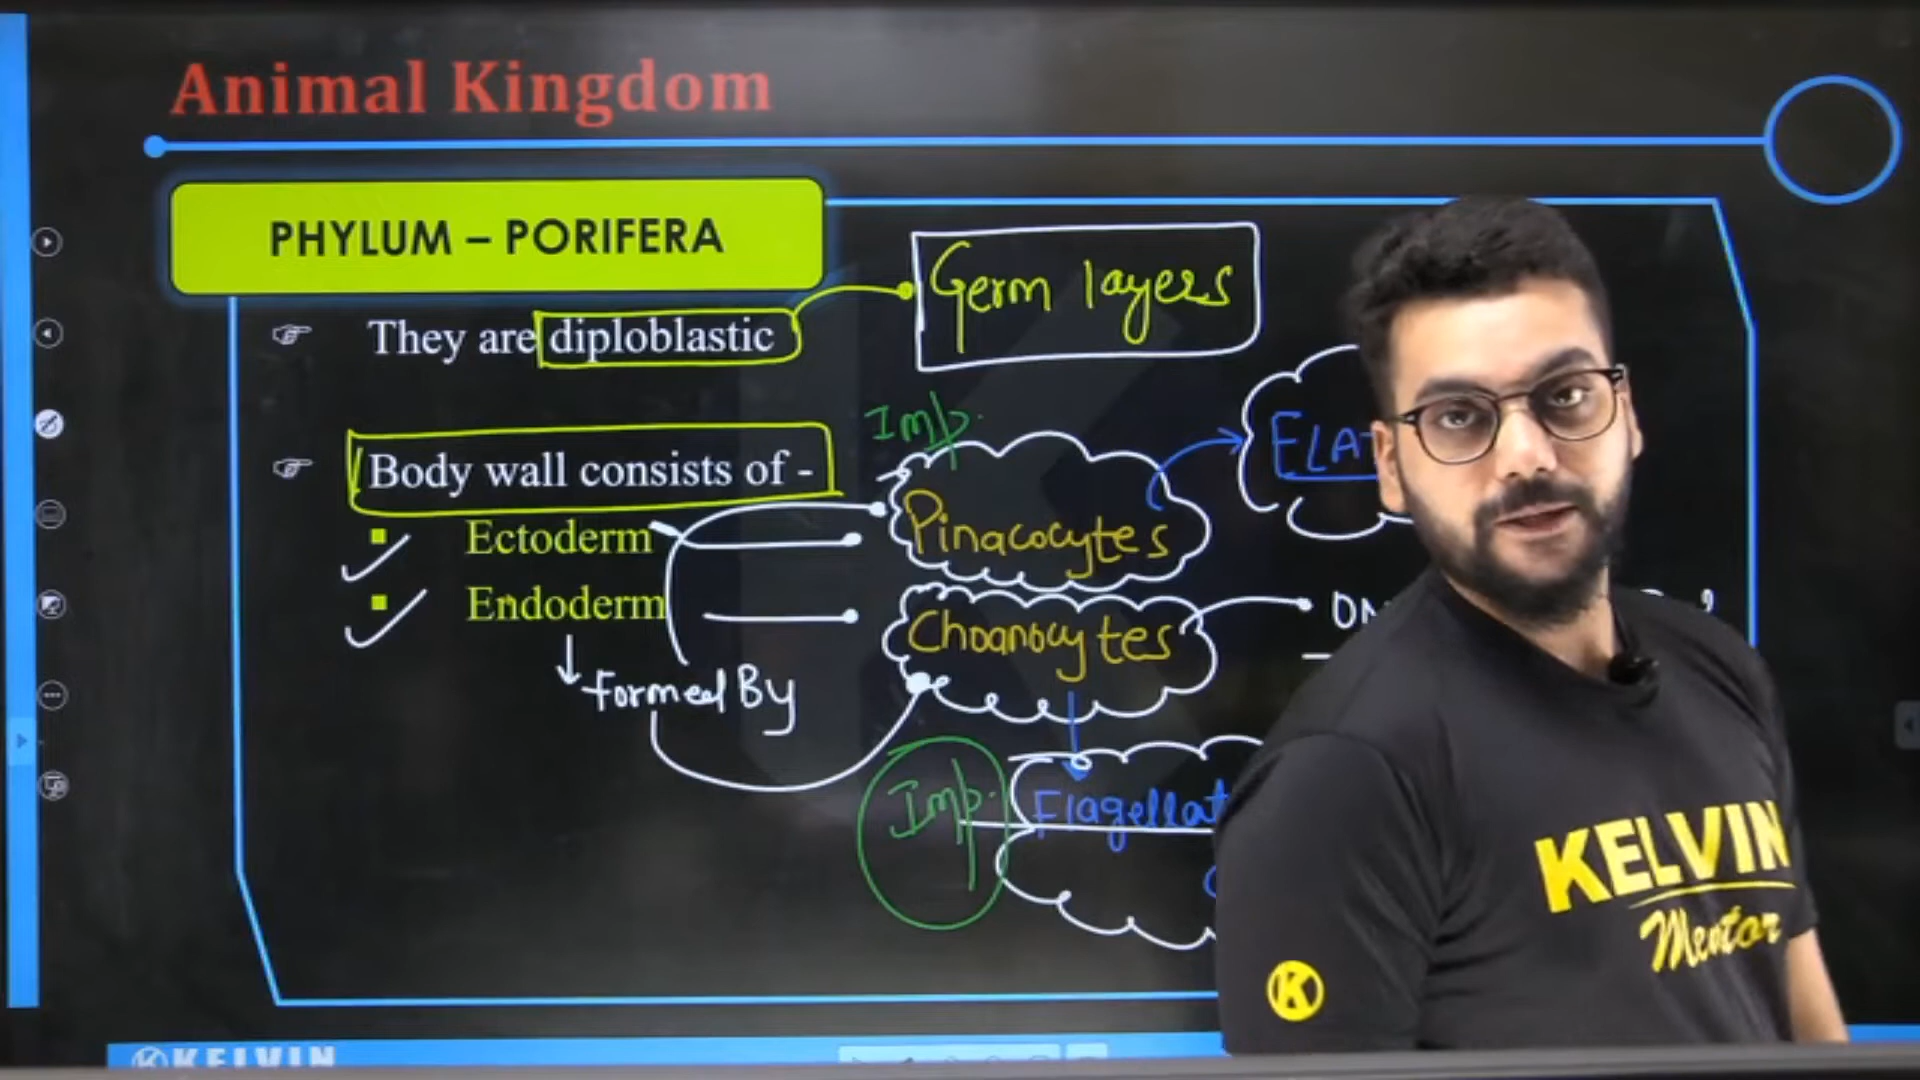 Animal Kingdom
PHYLUM – PORIFERA
Germ layers
They are diploblastic
Imp.
Body wall consists of -
Ectoderm
Pinacocytes
Endoderm
Choanocytes
formed By
Imp.
KELVIN
Mentor
K
KELVIN